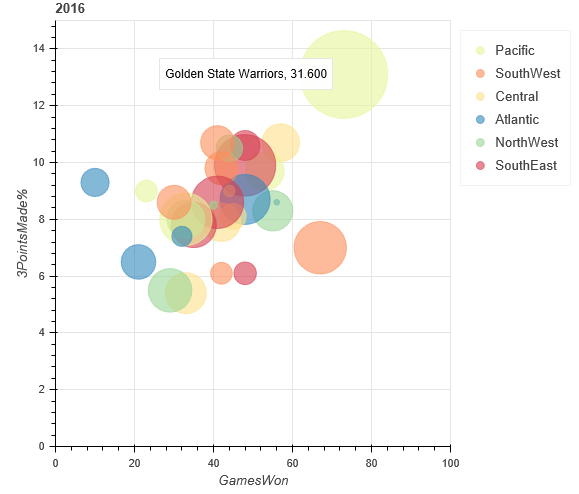 2016
14
12
10
8
6
4
2
0
3PointsMade%
0 20 40 60 80 100
GamesWon
Golden State Warriors, 31.600
Pacific
SouthWest
Central
Atlantic
NorthWest
SouthEast